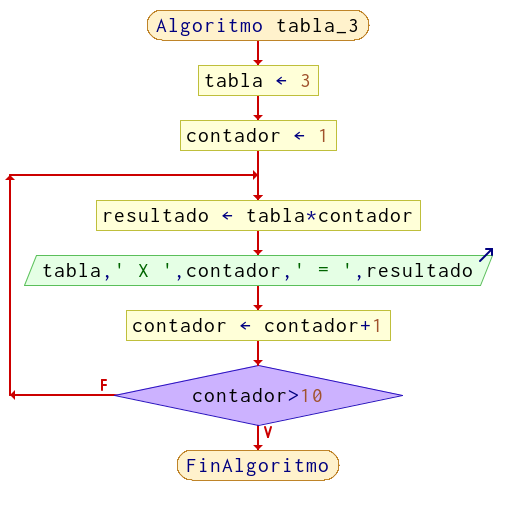 Algoritmo tabla_3
tabla ← 3
contador ← 1
resultado ← tabla*contador
tabla,' X ',contador,' = ',resultado
contador ← contador+1
F
contador>10
V
FinAlgoritmo